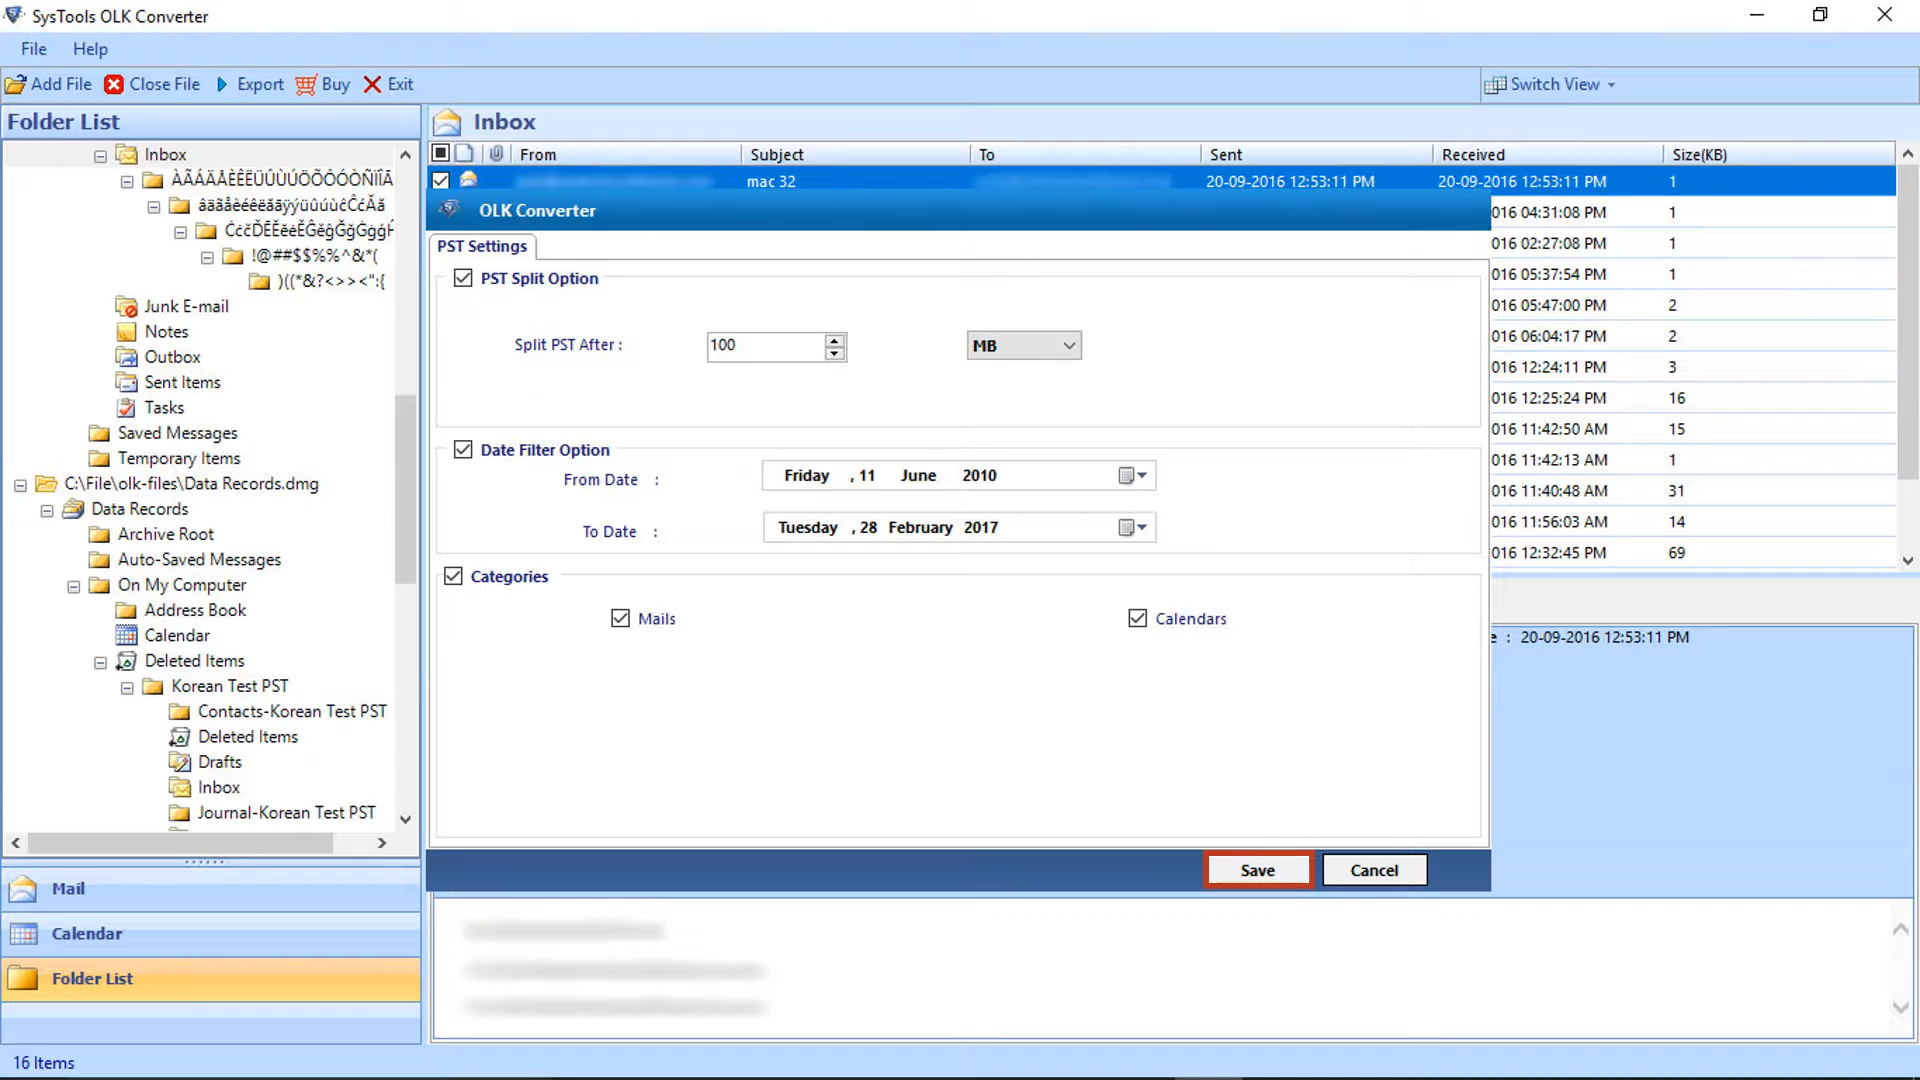 SysTools OLK Converter
File Help
Add File Close File Export Buy Exit Switch View
Folder List
Inbox
ÀÃÁÄÅÈÊËÜÛÙÚÖÕÔÓÒÑÏÎÂ
!@##$$%%^&*(
)((*&?<>><":{
Junk E-mail
Notes
Outbox
Sent Items
Tasks
Saved Messages
Temporary Items
C:\File\olk-files\Data Records.dmg
Data Records
Archive Root
Auto-Saved Messages
On My Computer
Address Book
Calendar
Deleted Items
Korean Test PST
Contacts-Korean Test PST
Deleted Items
Drafts
Inbox
Journal-Korean Test PST
Mail
Calendar
Folder List
16 Items
Inbox
From Subject To Sent Received Size(KB)
mac 32 20-09-2016 12:53:11 PM 20-09-2016 12:53:11 PM 1
016 04:31:08 PM 1
016 02:27:08 PM 1
016 05:37:54 PM 1
016 05:47:00 PM 2
016 06:04:17 PM 2
016 12:24:11 PM 3
016 12:25:24 PM 16
016 11:42:50 AM 15
016 11:42:13 AM 1
016 11:40:48 AM 31
016 11:56:03 AM 14
016 12:32:45 PM 69
e : 20-09-2016 12:53:11 PM
OLK Converter
PST Settings
PST Split Option
Split PST After : 100 MB
Date Filter Option
From Date : Friday , 11 June 2010
To Date : Tuesday , 28 February 2017
Categories
Mails Calendars
Save Cancel